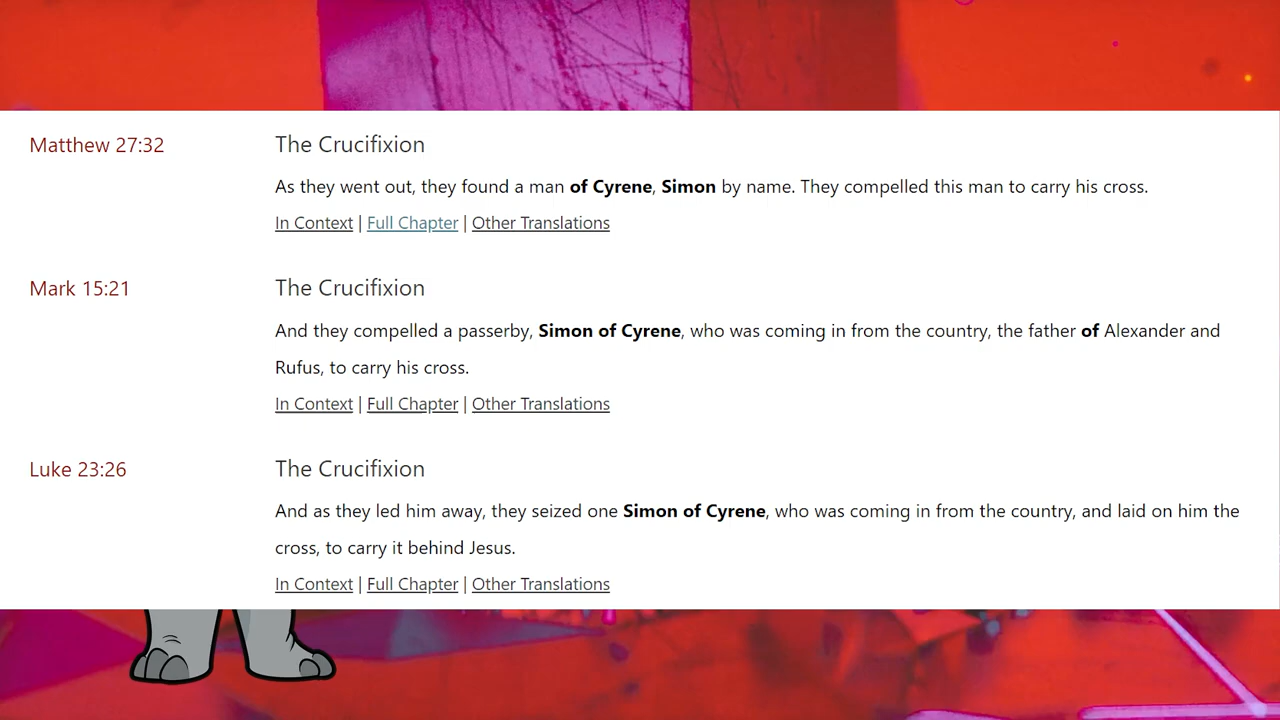 Matthew 27:32
The Crucifixion
As they went out, they found a man of Cyrene, Simon by name. They compelled this man to carry his cross.
In Context | Full Chapter | Other Translations
Mark 15:21
The Crucifixion
And they compelled a passerby, Simon of Cyrene, who was coming in from the country, the father of Alexander and
Rufus, to carry his cross.
In Context | Full Chapter | Other Translations
Luke 23:26
The Crucifixion
And as they led him away, they seized one Simon of Cyrene, who was coming in from the country, and laid on him the
cross, to carry it behind Jesus.
In Context | Full Chapter | Other Translations